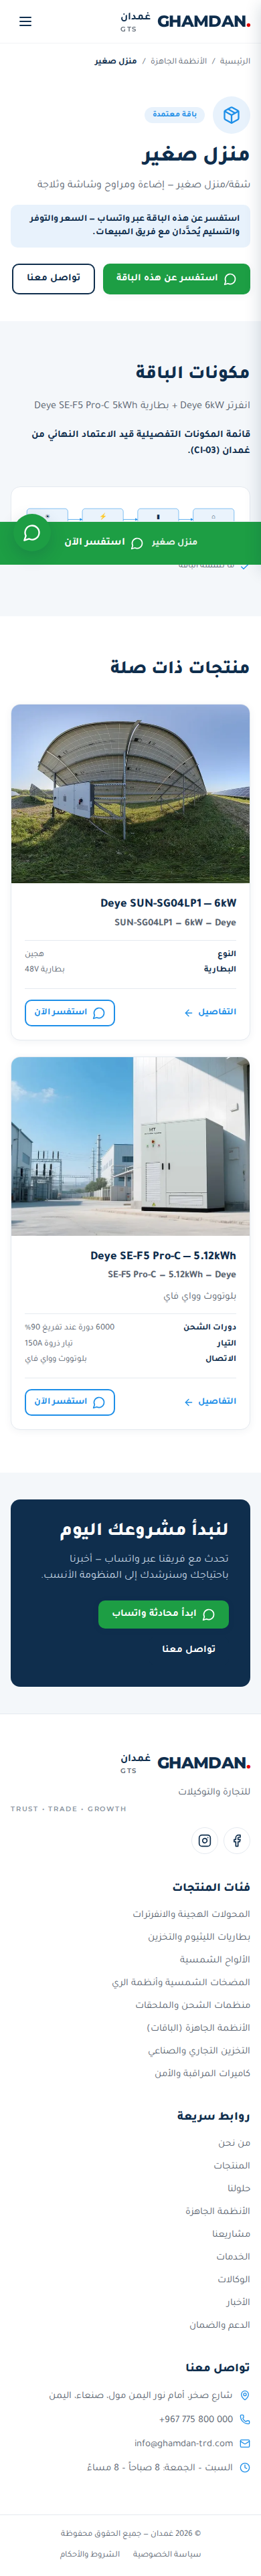 GHAMDAN.
غمدان
GTS
الرئيسية / الأنظمة الجاهزة / منزل صغير
باقة معتمدة
منزل صغير
شقة/منزل صغير – إضاءة ومراوح وشاشة وثلاجة
استفسر عن هذه الباقة عبر واتساب – السعر والتوفر
والتسليم يُحدَّدان مع فريق المبيعات.
استفسر عن هذه الباقة
تواصل معنا
مكونات الباقة
انفرتر Deye 6kW + بطارية Deye SE-F5 Pro-C 5kWh
قائمة المكونات التفصيلية قيد الاعتماد النهائي من
غمدان (CI-03).
منزل صغير
استفسر الآن
منتجات ذات صلة
Deye SUN-SG04LP1 — 6kW
SUN-SG04LP1 — 6kW — Deye
النوع
هجين
البطارية
بطارية 48V
التفاصيل
استفسر الآن
Deye SE-F5 Pro-C — 5.12kWh
SE-F5 Pro-C — 5.12kWh — Deye
بلوتووث وواي فاي
دورات الشحن
6000 دورة عند تفريغ 90%
التيار
تيار ذروة 150A
الاتصال
بلوتووث وواي فاي
التفاصيل
استفسر الآن
لنبدأ مشروعك اليوم
تحدث مع فريقنا عبر واتساب – أخبرنا
باحتياجك وسنرشدك إلى المنظومة الأنسب.
ابدأ محادثة واتساب
تواصل معنا
GHAMDAN.
غمدان
GTS
للتجارة والتوكيلات
TRUST • TRADE • GROWTH
فئات المنتجات
المحولات الهجينة والانفرترات
بطاريات الليثيوم والتخزين
الألواح الشمسية
المضخات الشمسية وأنظمة الري
منظمات الشحن والملحقات
الأنظمة الجاهزة (الباقات)
التخزين التجاري والصناعي
كاميرات المراقبة والأمن
روابط سريعة
من نحن
المنتجات
حلولنا
الأنظمة الجاهزة
مشاريعنا
الخدمات
الوكالات
الأخبار
الدعم والضمان
تواصل معنا
شارع صخر، أمام نور اليمن مول، صنعاء، اليمن
+967 775 000 800
info@ghamdan-trd.com
السبت - الجمعة: 8 صباحاً - 8 مساءً
© 2026 غمدان — جميع الحقوق محفوظة
سياسة الخصوصية
الشروط والأحكام